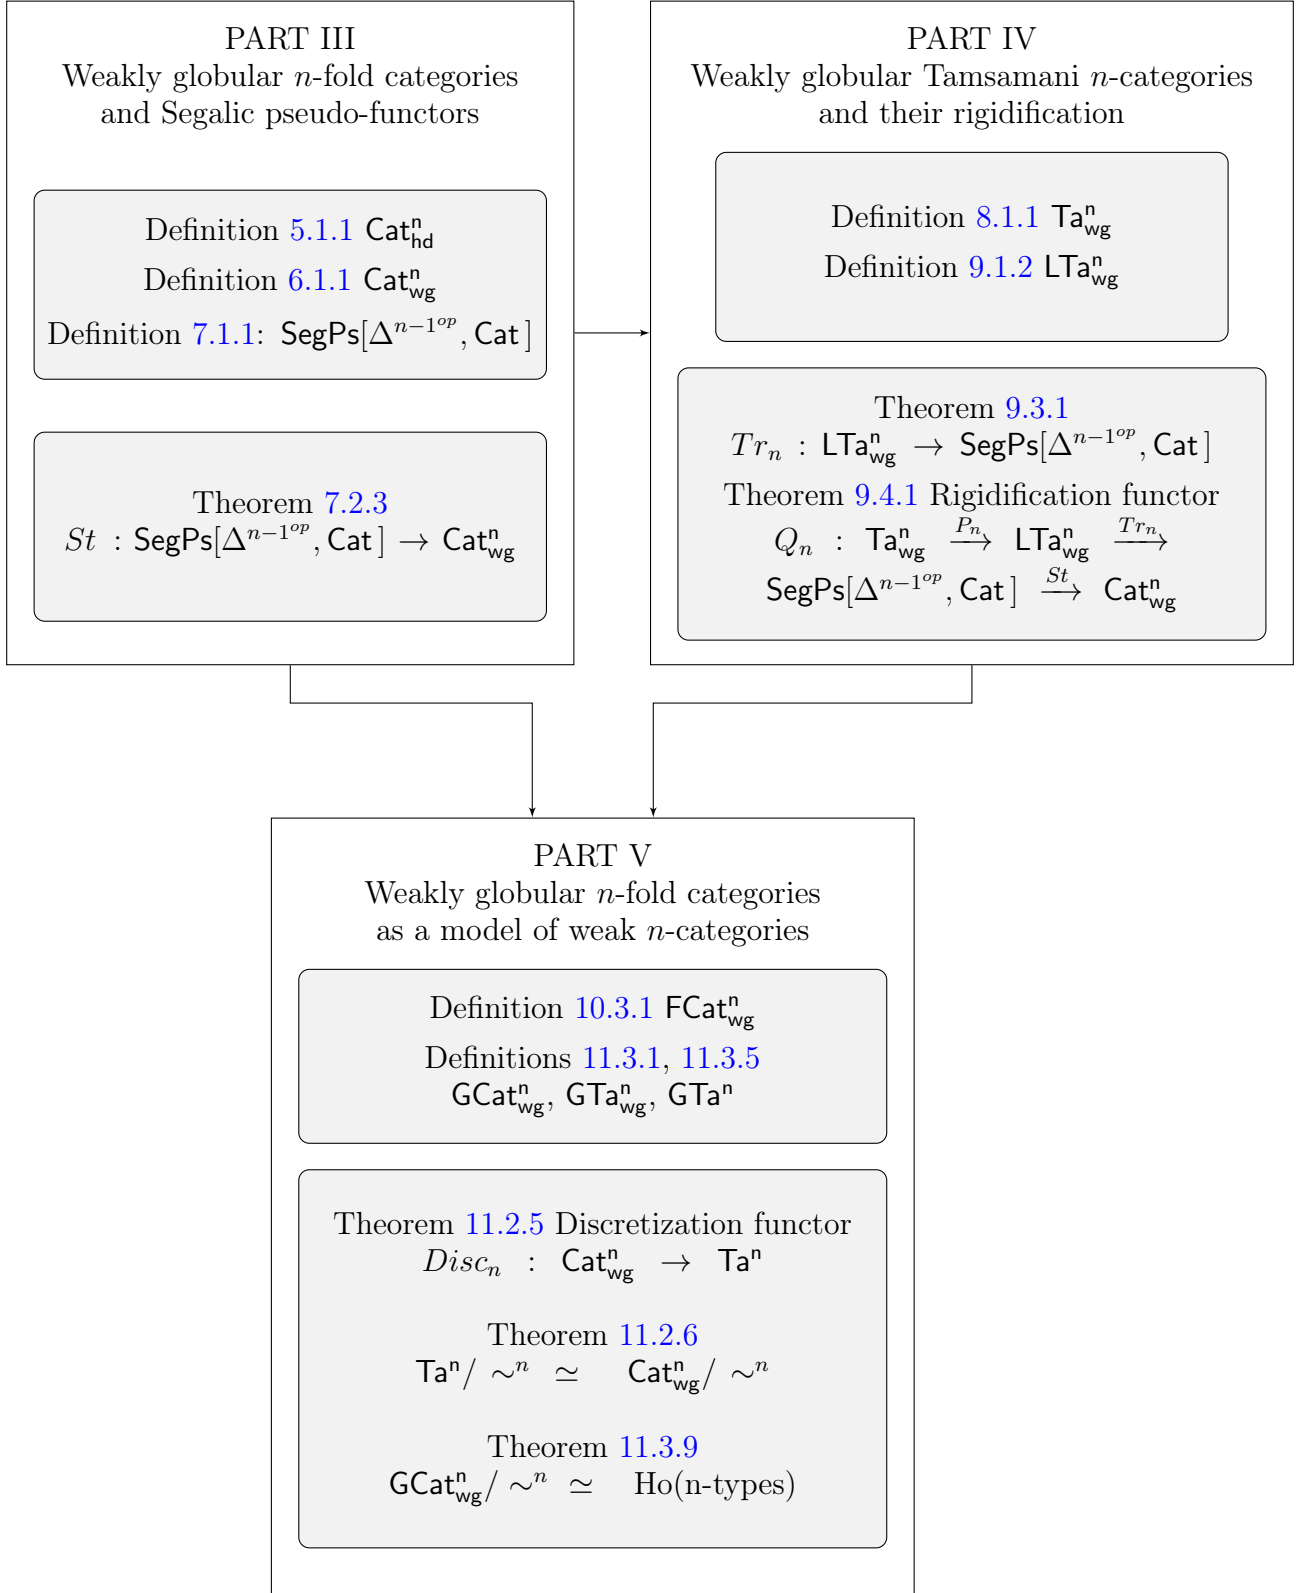 PART III
Weakly globular n-fold categories
and Segalic pseudo-functors
Definition 5.1.1 Cat^n_hd
Definition 6.1.1 Cat^n_wg
Definition 7.1.1: SegPs[Δ^{n−1^{op}}, Cat ]
Theorem 7.2.3
St : SegPs[Δ^{n−1^{op}}, Cat ] → Cat^n_wg
PART IV
Weakly globular Tamsamani n-categories
and their rigidification
Definition 8.1.1 Ta^n_wg
Definition 9.1.2 LTa^n_wg
Theorem 9.3.1
Tr_n : LTa^n_wg → SegPs[Δ^{n−1^{op}}, Cat ]
Theorem 9.4.1 Rigidification functor
Q_n : Ta^n_wg \xrightarrow{P_n} LTa^n_wg \xrightarrow{Tr_n}
SegPs[Δ^{n−1^{op}}, Cat ] \xrightarrow{St} Cat^n_wg
PART V
Weakly globular n-fold categories
as a model of weak n-categories
Definition 10.3.1 FCat^n_wg
Definitions 11.3.1, 11.3.5
GCat^n_wg, GTa^n_wg, GTa^n
Theorem 11.2.5 Discretization functor
Disc_n : Cat^n_wg → Ta^n
Theorem 11.2.6
Ta^n/ ∼^n ≃ Cat^n_wg/ ∼^n
Theorem 11.3.9
GCat^n_wg/ ∼^n ≃ Ho(n-types)